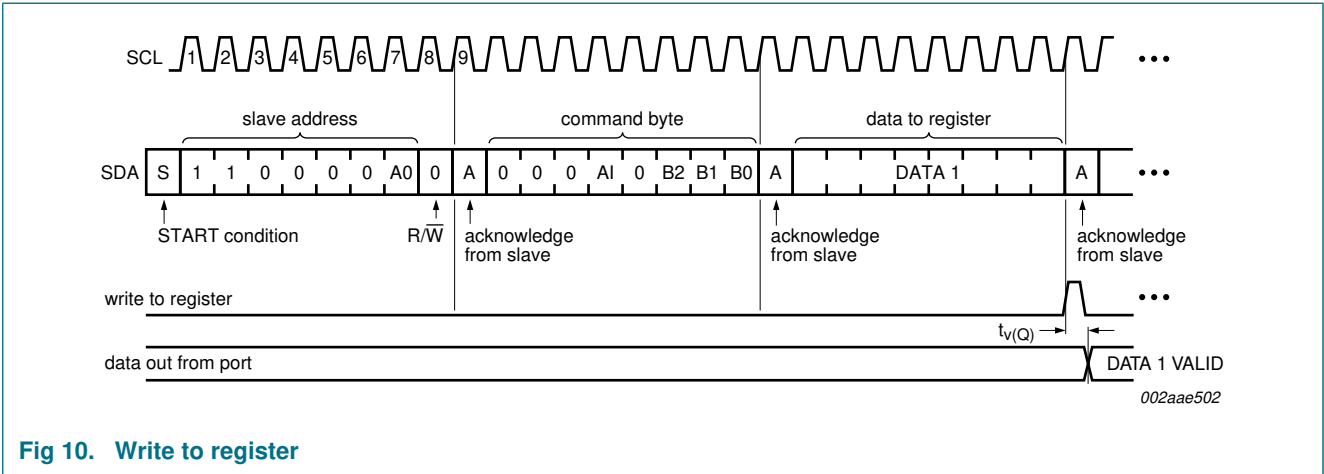 SCL 1 2 3 4 5 6 7 8 9
slave address command byte data to register
SDA S 1 1 0 0 0 0 A0 0 A 0 0 0 AI 0 B2 B1 B0 A DATA 1 A
START condition R/W̅ acknowledge from slave acknowledge from slave acknowledge from slave
write to register
tv(Q)
data out from port DATA 1 VALID
002aae502
Fig 10. Write to register